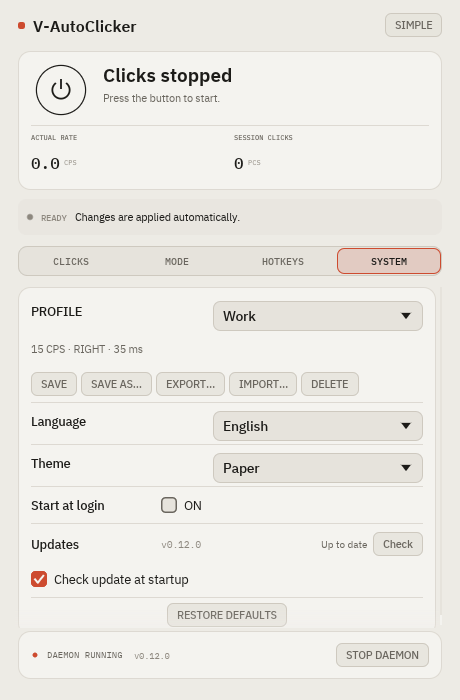 V-AutoClicker
SIMPLE
Clicks stopped
Press the button to start.
ACTUAL RATE
SESSION CLICKS
0.0 CPS
0 PCS
READY Changes are applied automatically.
CLICKS MODE HOTKEYS SYSTEM
PROFILE
Work
15 CPS · RIGHT · 35 ms
SAVE SAVE AS... EXPORT... IMPORT... DELETE
Language
English
Theme
Paper
Start at login
ON
Updates v0.12.0 Up to date Check
Check update at startup
RESTORE DEFAULTS
DAEMON RUNNING v0.12.0 STOP DAEMON